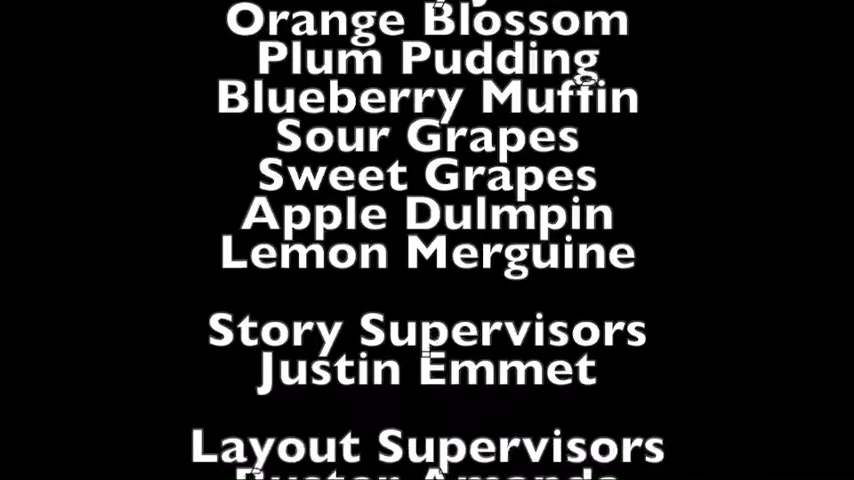 Orange Blossom
Plum Pudding
Blueberry Muffin
Sour Grapes
Sweet Grapes
Apple Dulmpin
Lemon Merguine
Story Supervisors
Justin Emmet
Layout Supervisors